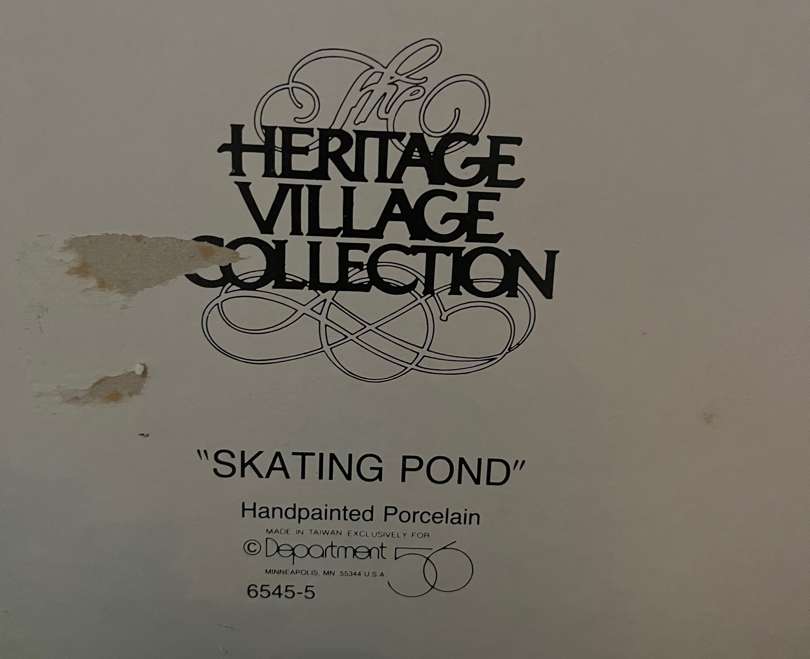 The
HERITAGE
VILLAGE
COLLECTION
"SKATING POND"
Handpainted Porcelain
MADE IN TAIWAN EXCLUSIVELY FOR
© Department 56
MINNEAPOLIS, MN 55344 U.S.A.
6545-5